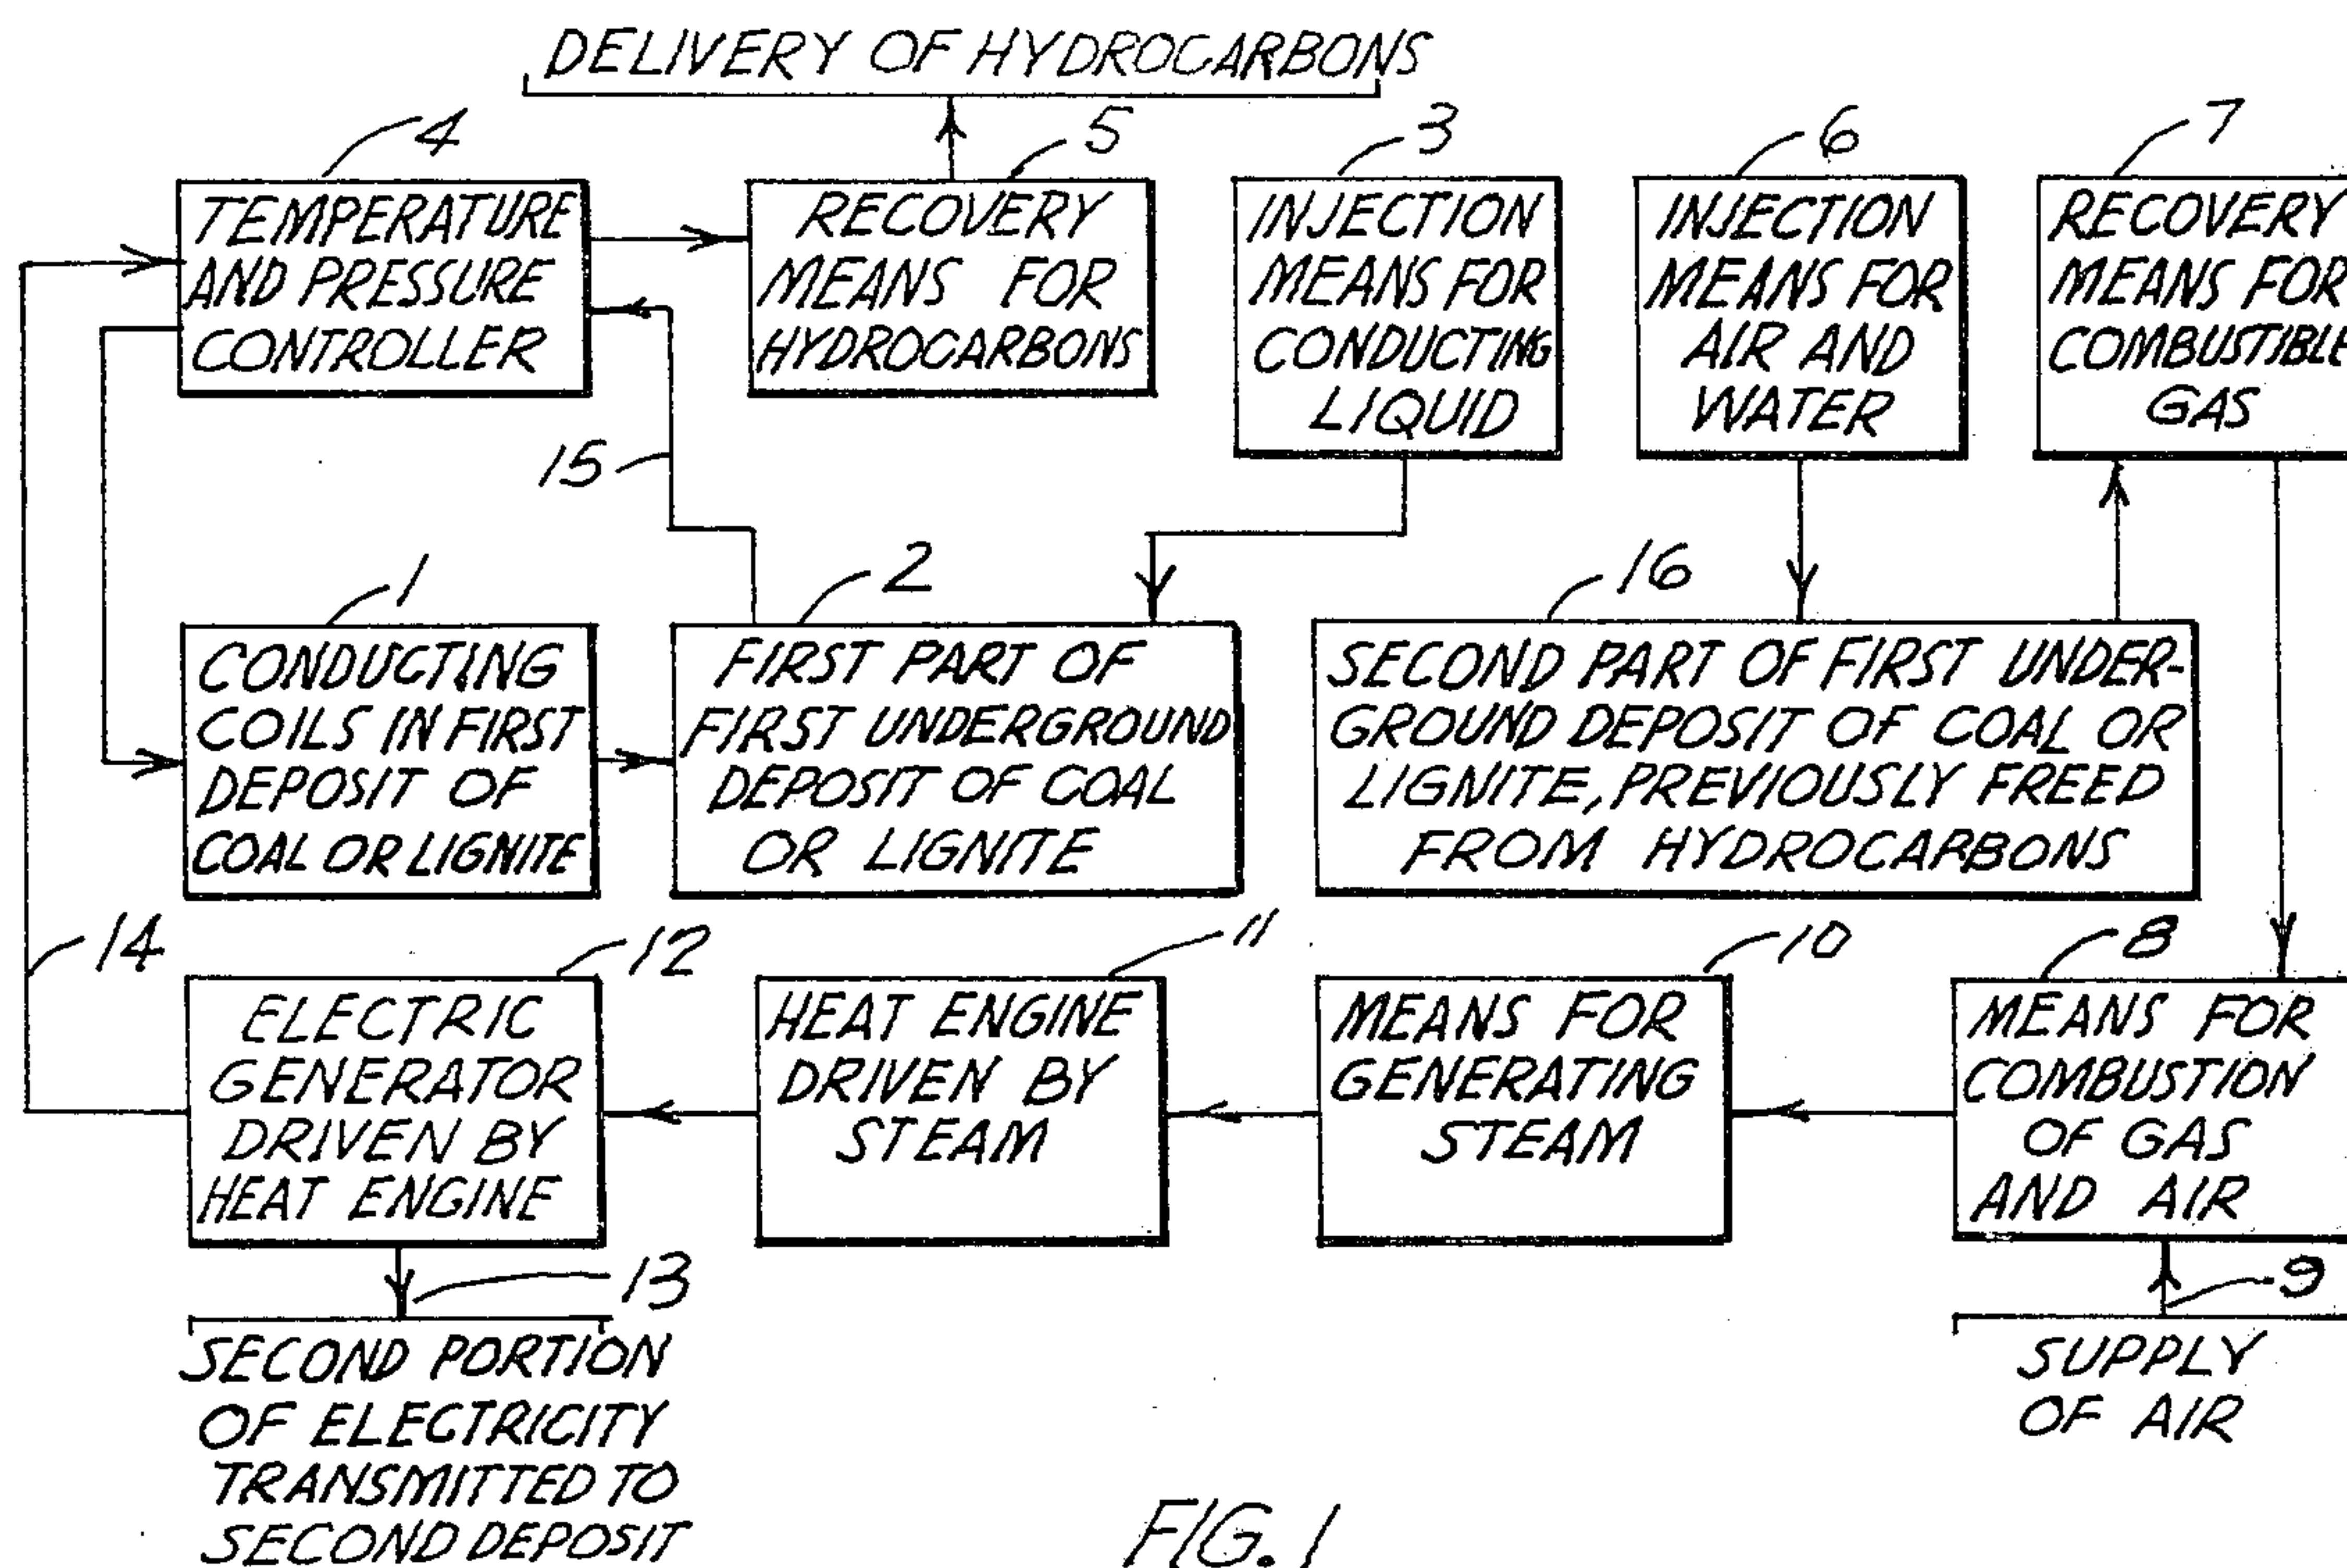 DELIVERY OF HYDROCARBONS
4
5
3
6
7
TEMPERATURE
AND PRESSURE
CONTROLLER
RECOVERY
MEANS FOR
HYDROCARBONS
INJECTION
MEANS FOR
CONDUCTING
LIQUID
INJECTION
MEANS FOR
AIR AND
WATER
RECOVERY
MEANS FOR
COMBUSTIBLE
GAS
15
1
2
16
CONDUCTING
COILS IN FIRST
DEPOSIT OF
COAL OR LIGNITE
FIRST PART OF
FIRST UNDERGROUND
DEPOSIT OF COAL
OR LIGNITE
SECOND PART OF FIRST UNDER-
GROUND DEPOSIT OF COAL OR
LIGNITE, PREVIOUSLY FREED
FROM HYDROCARBONS
14
12
11
10
8
ELECTRIC
GENERATOR
DRIVEN BY
HEAT ENGINE
HEAT ENGINE
DRIVEN BY
STEAM
MEANS FOR
GENERATING
STEAM
MEANS FOR
COMBUSTION
OF GAS
AND AIR
13
9
SECOND PORTION
OF ELECTRICITY
TRANSMITTED TO
SECOND DEPOSIT
SUPPLY
OF AIR
FIG. 1